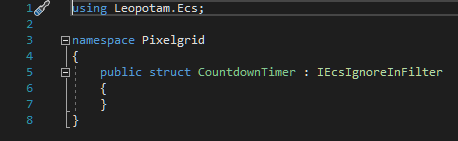 1 using Leopotam.Ecs;
2
3 namespace Pixelgrid
4 {
5 public struct CountdownTimer : IEcsIgnoreInFilter
6 {
7 }
8 }